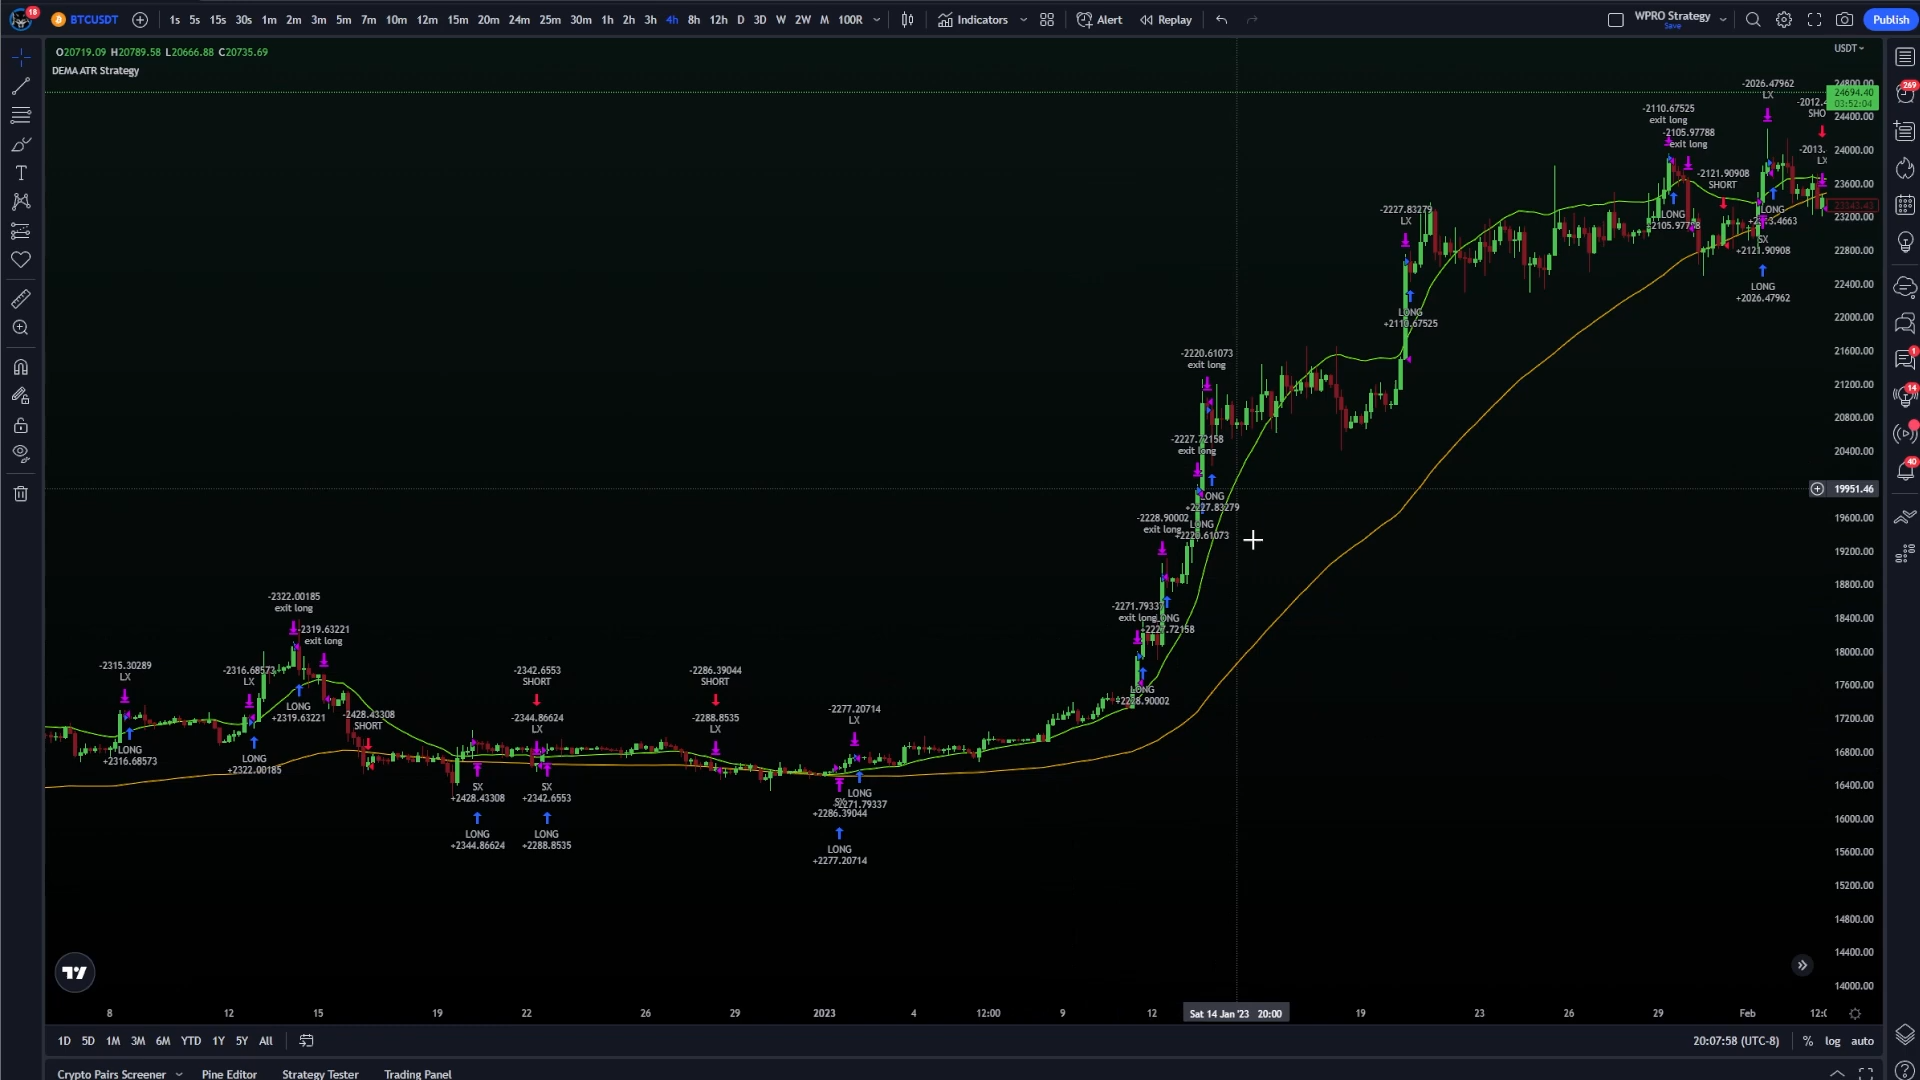 18
BTCUSDT
1s 5s 15s 30s 1m 2m 3m 5m 7m 10m 12m 15m 20m 24m 25m 30m 1h 2h 3h 4h 8h 12h D 3D W 2W M 100R
Indicators
Alert
Replay
WPRO Strategy
Save
Publish
O20719.09 H20789.58 L20666.88 C20735.69
DEMA ATR Strategy
USDT
24800.00
24694.40
03:52:04
24400.00
24000.00
23600.00
23343.43
23200.00
22800.00
22400.00
22000.00
21600.00
21200.00
20800.00
20400.00
19951.46
19600.00
19200.00
18800.00
18400.00
18000.00
17600.00
17200.00
16800.00
16400.00
16000.00
15600.00
15200.00
14800.00
14400.00
14000.00
269
1
14
40
-2026.47962
LX
-2012.
SHO
-2110.67525
exit long
-2105.97788
exit long
-2013.
LX
-2121.90908
SHORT
LONG
+2105.97788
LONG
SX
+2121.90908
LONG
+2026.47962
-2227.83279
LX
LONG
+2110.67525
-2220.61073
exit long
-2227.72158
exit long
LONG
+2227.83279
LONG
+2220.61073
-2228.90002
exit long
-2271.79337
exit long
LONG
+2227.72158
LONG
+2228.90002
-2322.00185
exit long
-2319.63221
exit long
-2315.30289
LX
-2316.68573
LX
LONG
+2319.63221
LONG
+2316.68573
LONG
+2322.00185
-2428.43308
SHORT
-2342.6553
SHORT
-2344.86624
LX
SX
+2428.43308
LONG
+2344.86624
SX
+2342.6553
LONG
+2288.8535
-2286.39044
SHORT
-2288.8535
LX
-2277.20714
LX
LONG
+2271.79337
SX
+2286.39044
LONG
+2277.20714
8 12 15 19 22 26 29 2023 4 12:00 9 12 Sat 14 Jan '23 20:00 19 23 26 29 Feb
1D 5D 1M 3M 6M YTD 1Y 5Y All
20:07:58 (UTC-8) % log auto
Crypto Pairs Screener Pine Editor Strategy Tester Trading Panel